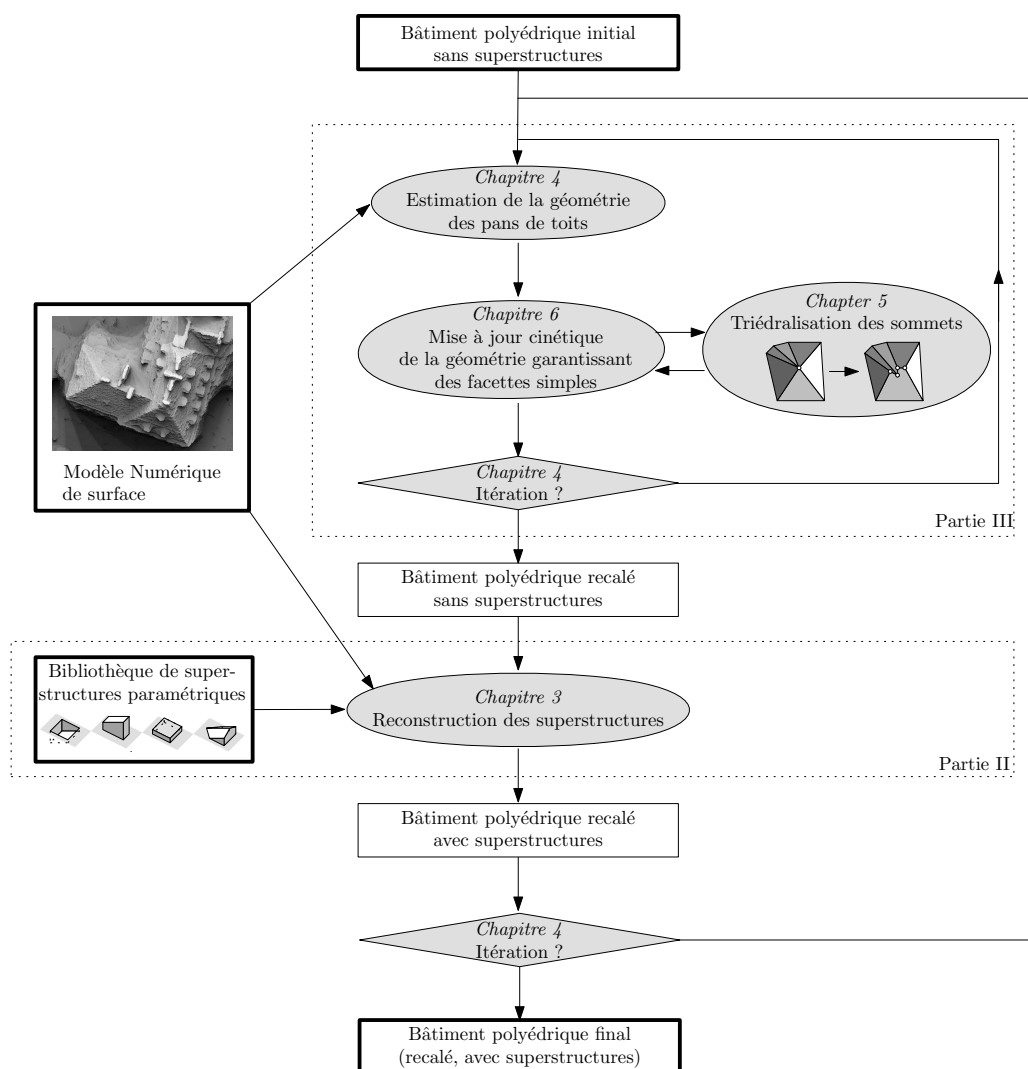 Bâtiment polyédrique initial
sans superstructures
Chapitre 4
Estimation de la géométrie
des pans de toits
Chapitre 6
Mise à jour cinétique
de la géométrie garantissant
des facettes simples
Chapter 5
Triédralisation des sommets
Modèle Numérique
de surface
Chapitre 4
Itération ?
Partie III
Bâtiment polyédrique recalé
sans superstructures
Bibliothèque de super-
structures paramétriques
Chapitre 3
Reconstruction des superstructures
Partie II
Bâtiment polyédrique recalé
avec superstructures
Chapitre 4
Itération ?
Bâtiment polyédrique final
(recalé, avec superstructures)